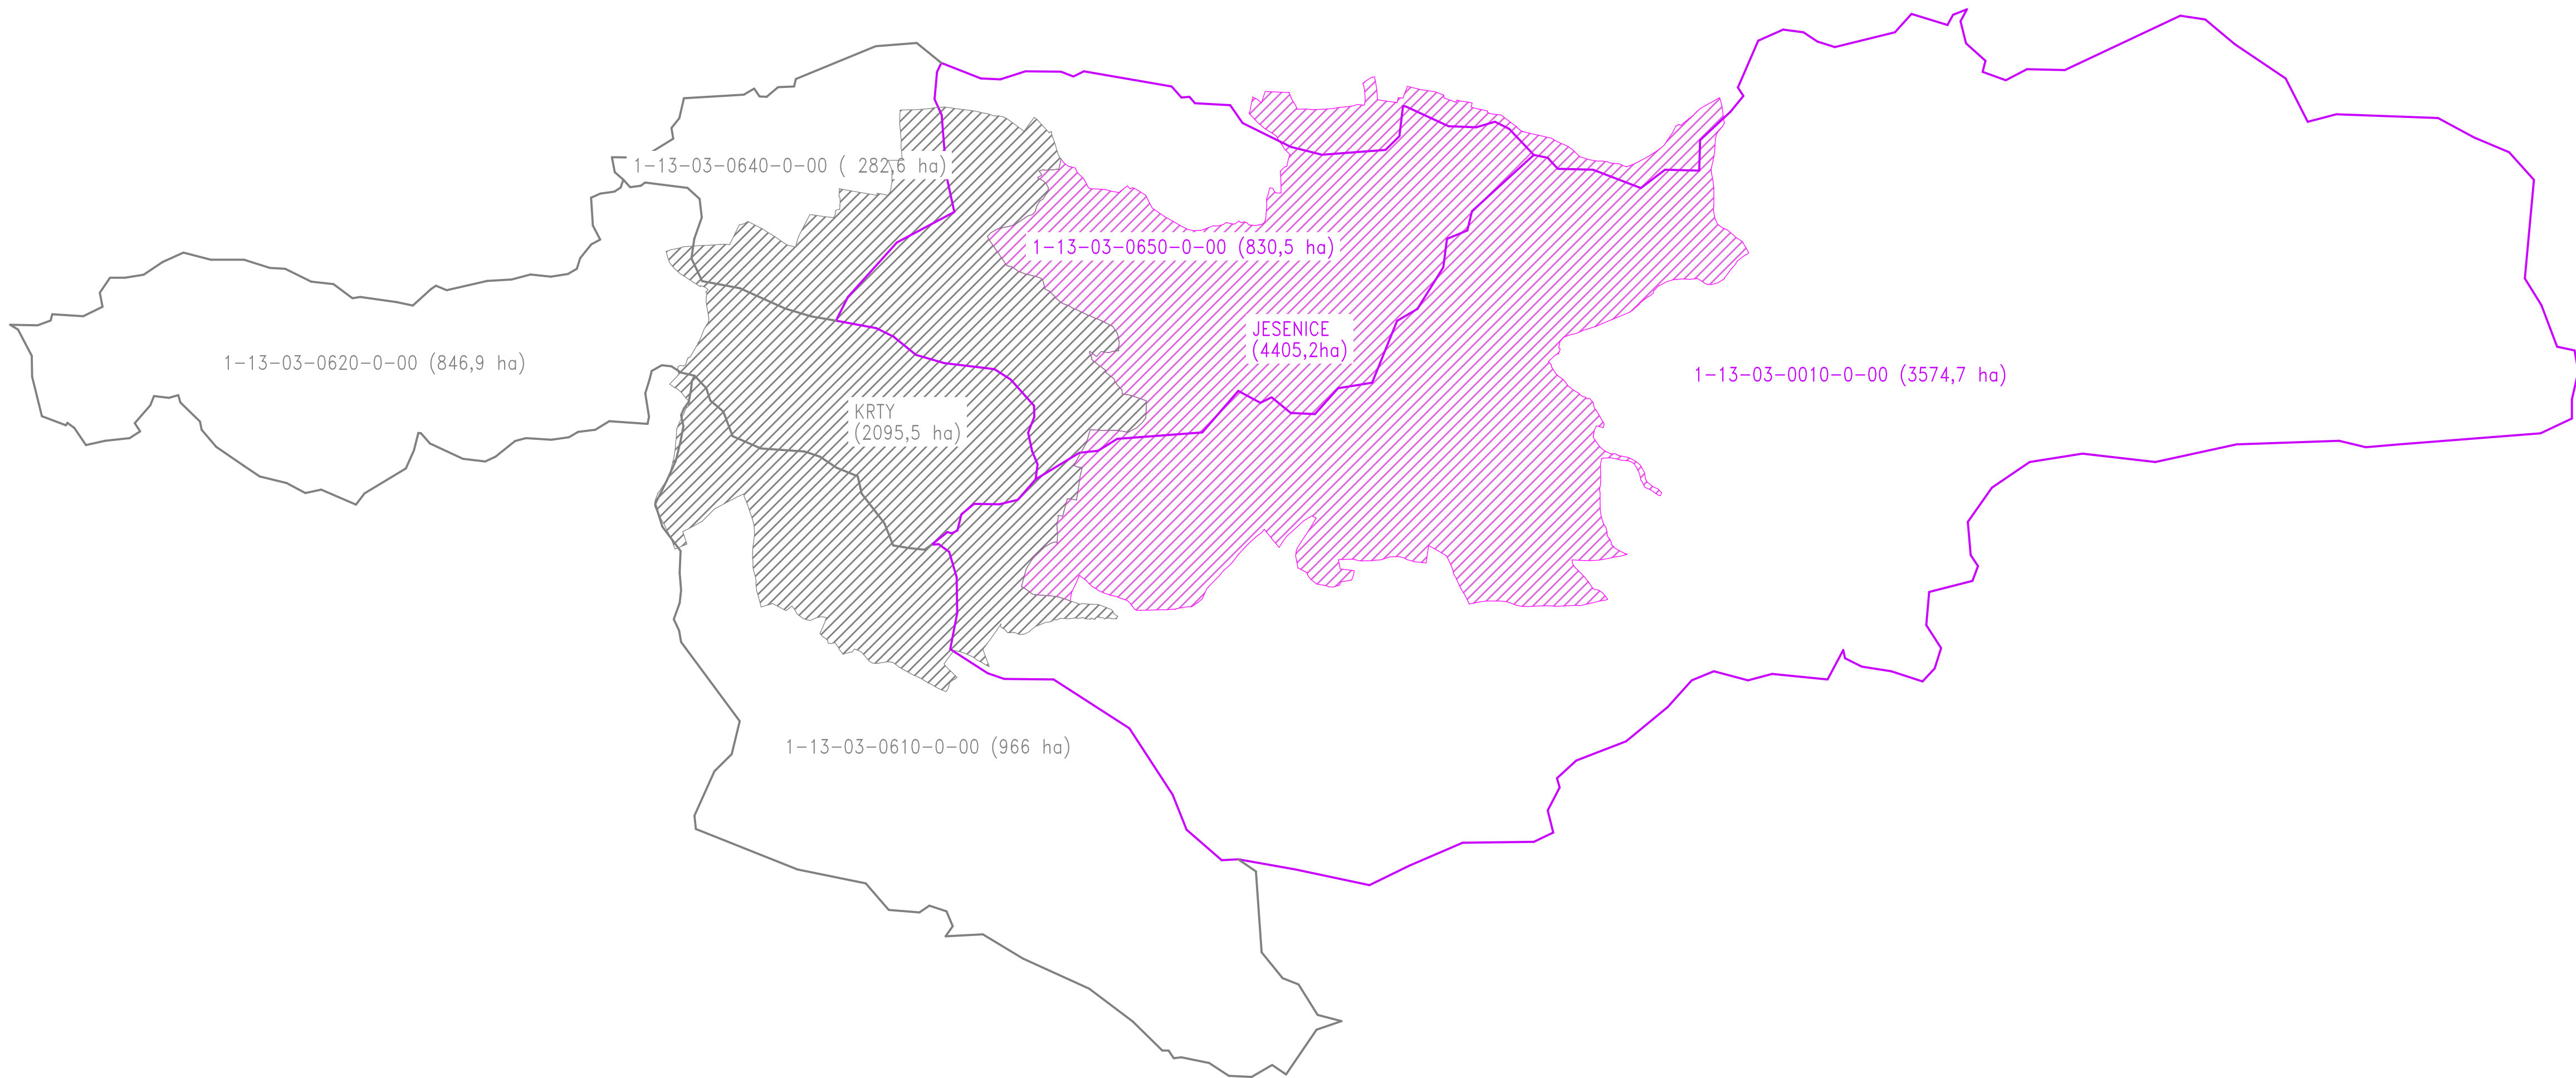 1-13-03-0640-0-00 ( 282,6 ha)
1-13-03-0650-0-00 (830,5 ha)
JESENICE
(4405,2ha)
1-13-03-0620-0-00 (846,9 ha)
1-13-03-0010-0-00 (3574,7 ha)
KRTY
(2095,5 ha)
1-13-03-0610-0-00 (966 ha)